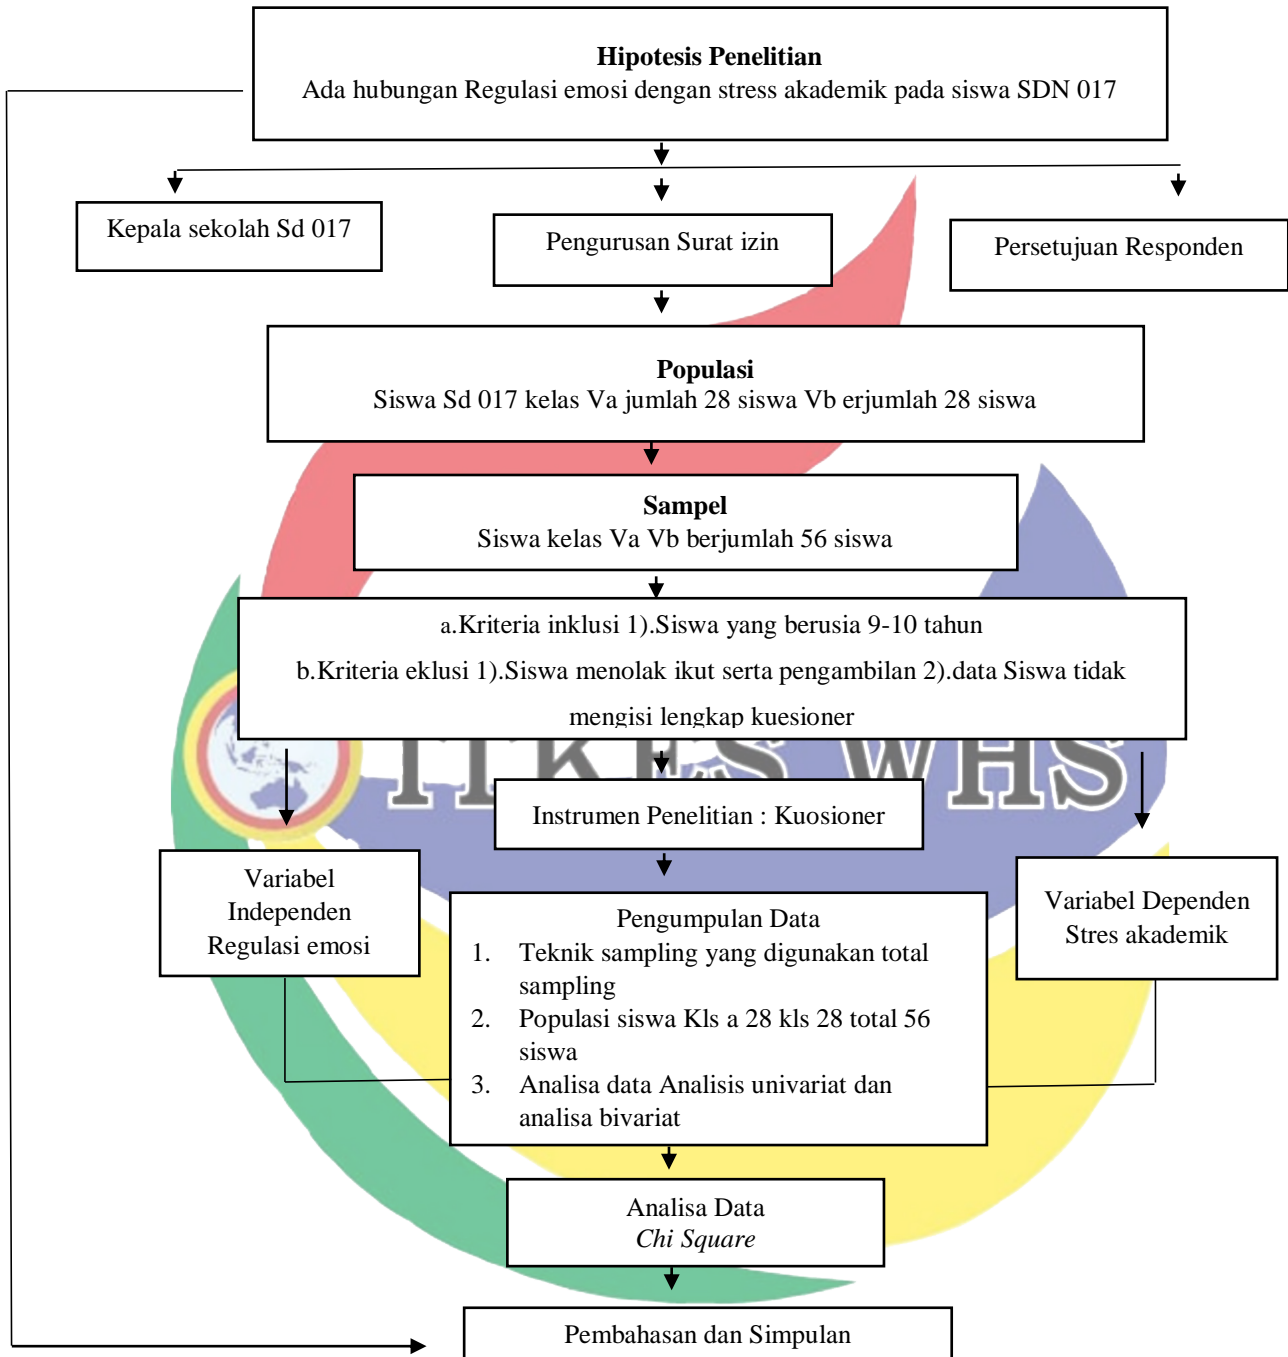 Hipotesis Penelitian
Ada hubungan Regulasi emosi dengan stress akademik pada siswa SDN 017
Kepala sekolah Sd 017
Pengurusan Surat izin
Persetujuan Responden
Populasi
Siswa Sd 017 kelas Va jumlah 28 siswa Vb erjumlah 28 siswa
Sampel
Siswa kelas Va Vb berjumlah 56 siswa
a.Kriteria inklusi 1).Siswa yang berusia 9-10 tahun
b.Kriteria eklusi 1).Siswa menolak ikut serta pengambilan 2).data Siswa tidak
mengisi lengkap kuesioner
ITKES WHS
Instrumen Penelitian : Kuosioner
Variabel
Independen
Regulasi emosi
Pengumpulan Data
1. Teknik sampling yang digunakan total
sampling
2. Populasi siswa Kls a 28 kls 28 total 56
siswa
3. Analisa data Analisis univariat dan
analisa bivariat
Variabel Dependen
Stres akademik
Analisa Data
Chi Square
Pembahasan dan Simpulan